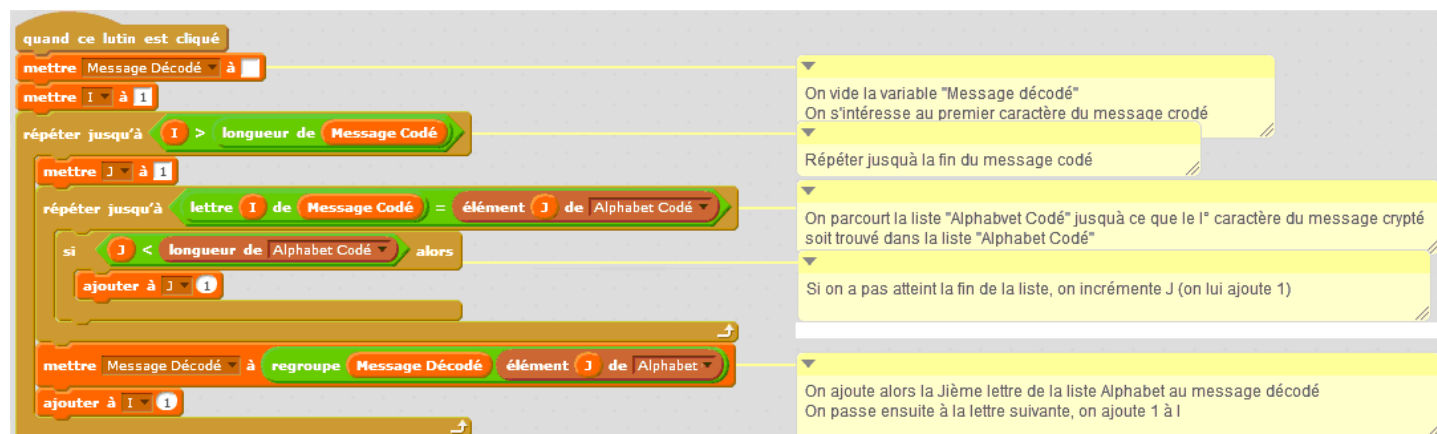 quand ce lutin est cliqué
mettre Message Décodé à
mettre I à 1
répéter jusqu'à I > longueur de Message Codé
mettre J à 1
répéter jusqu'à lettre I de Message Codé = élément J de Alphabet Codé
si J < longueur de Alphabet Codé alors
ajouter à J 1
mettre Message Décodé à regroupe Message Décodé élément J de Alphabet
ajouter à I 1
On vide la variable "Message décodé"
On s'intéresse au premier caractère du message crodé
Répéter jusquà la fin du message codé
On parcourt la liste "Alphabvet Codé" jusquà ce que le I° caractère du message crypté
soit trouvé dans la liste "Alphabet Codé"
Si on a pas atteint la fin de la liste, on incrémente J (on lui ajoute 1)
On ajoute alors la Jième lettre de la liste Alphabet au message décodé
On passe ensuite à la lettre suivante, on ajoute 1 à I